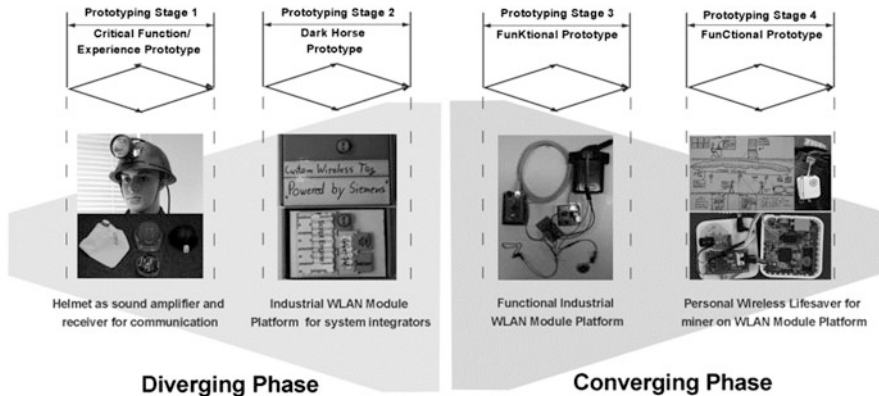 Prototyping Stage 1
Critical Function/
Experience Prototype
Prototyping Stage 2
Dark Horse
Prototype
Prototyping Stage 3
FunKtional Prototype
Prototyping Stage 4
FunCtional Prototype
Custom Wireless Tag
Powered by Siemens
Helmet as sound amplifier and
receiver for communication
Industrial WLAN Module
Platform for system integrators
Functional Industrial
WLAN Module Platform
Personal Wireless Lifesaver for
miner on WLAN Module Platform
Diverging Phase
Converging Phase